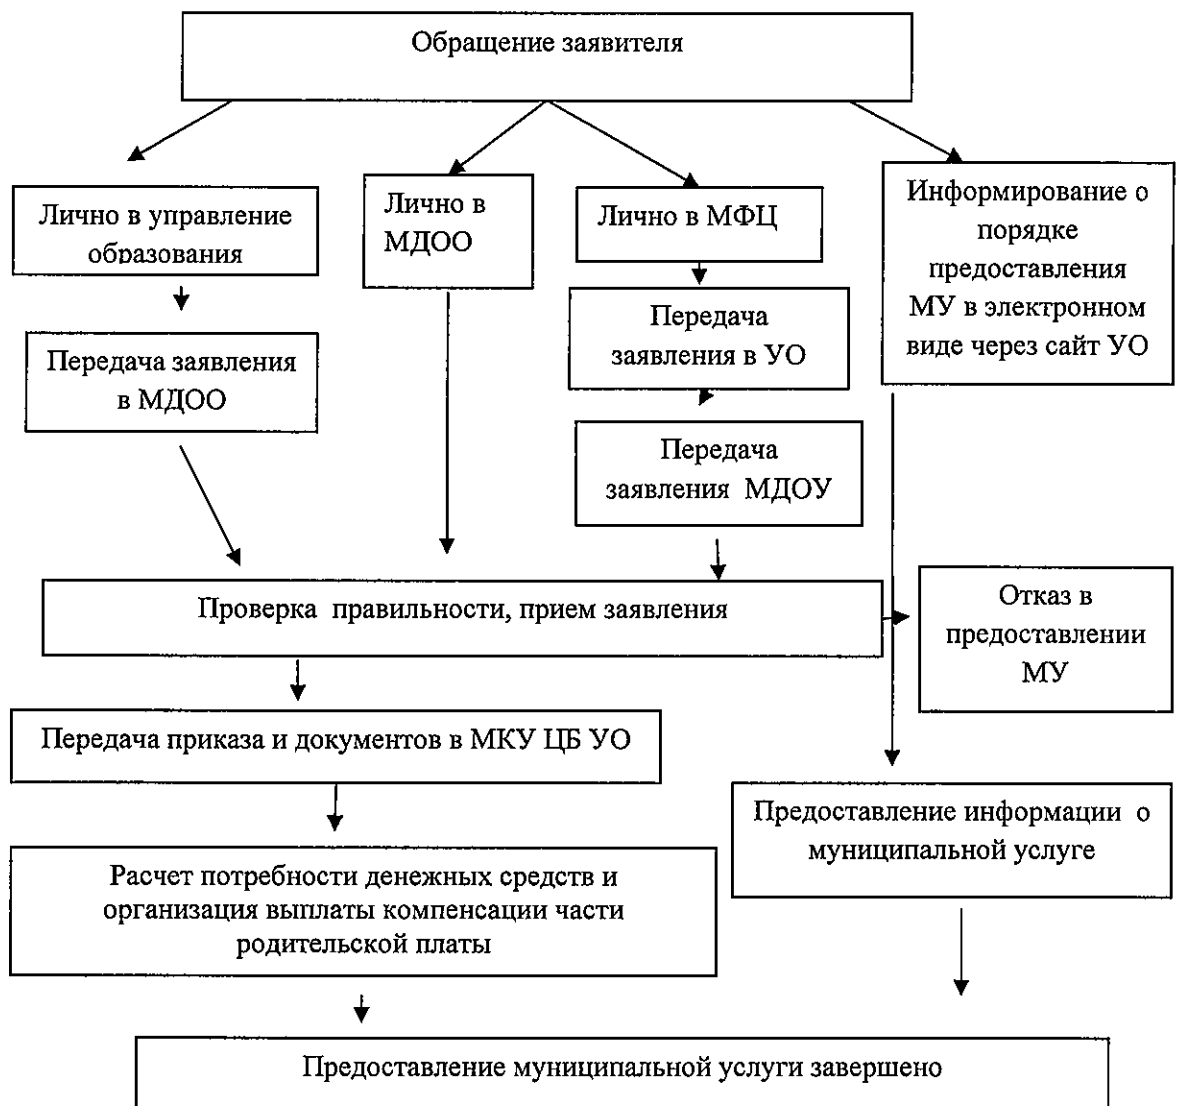 Обращение заявителя
Лично в управление
образования
Лично в
МДОО
Лично в МФЦ
Информирование о
порядке
предоставления
МУ в электронном
виде через сайт УО
Передача заявления
в МДОО
Передача
заявления в УО
Передача
заявления МДОУ
Проверка правильности, прием заявления
Отказ в
предоставлении
МУ
Передача приказа и документов в МКУ ЦБ УО
Предоставление информации о
муниципальной услуге
Расчет потребности денежных средств и
организация выплаты компенсации части
родительской платы
Предоставление муниципальной услуги завершено